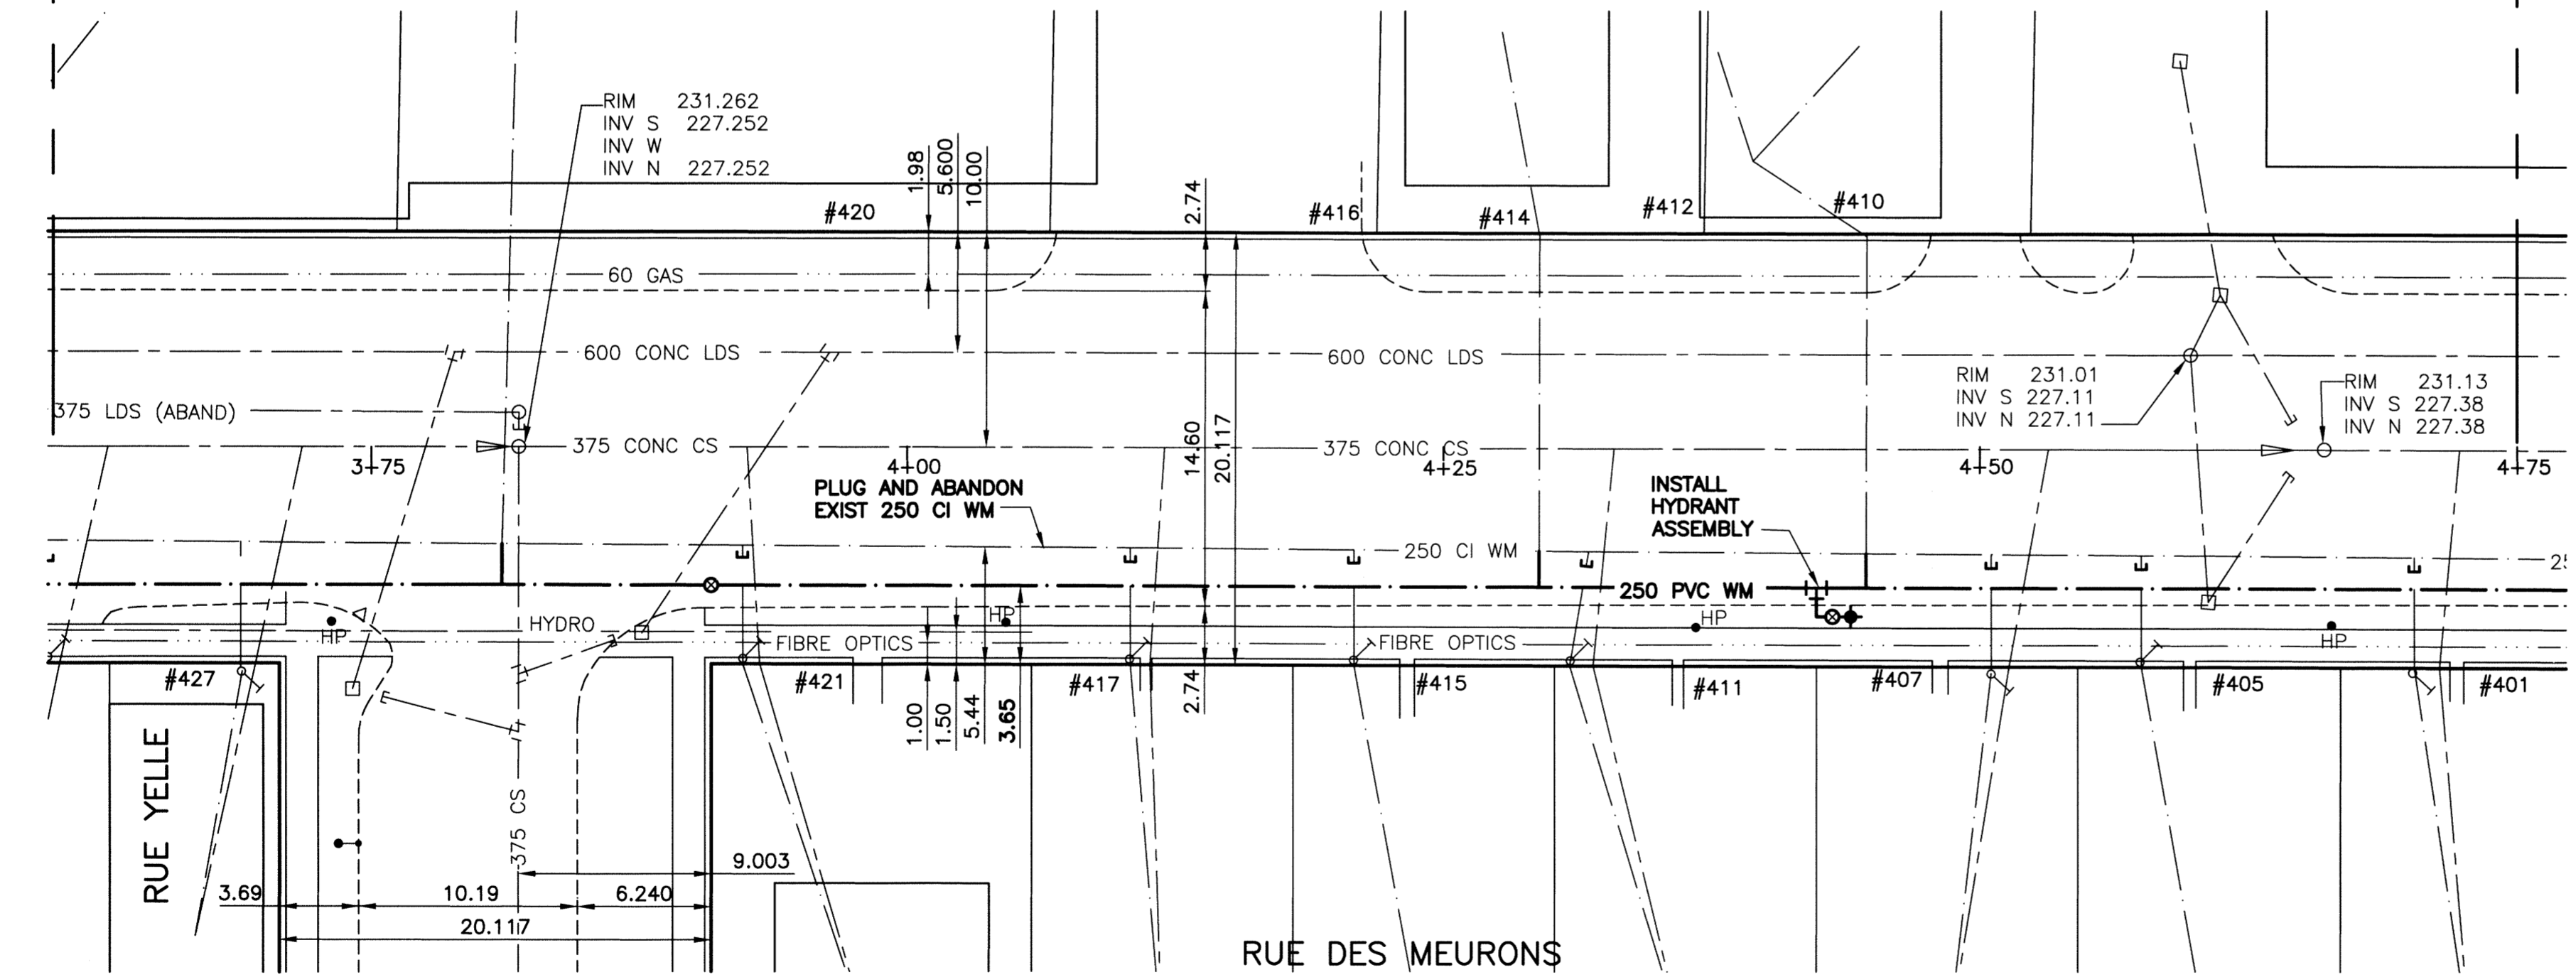 RIM 231.262
INV S 227.252
INV W
INV N 227.252
1.98
5.600
10.00
2.74
#420
#416
#414
#412
#410
60 GAS
600 CONC LDS
600 CONC LDS
375 LDS (ABAND)
RIM 231.01
INV S 227.11
INV N 227.11
RIM 231.13
INV S 227.38
INV N 227.38
375 CONC CS
375 CONC CS
14.60
20.117
3+75
4+00
4+25
4+50
4+75
PLUG AND ABANDON
EXIST 250 CI WM
INSTALL
HYDRANT
ASSEMBLY
250 CI WM
250 PVC WM
HP
HYDRO
HP
HP
HP
FIBRE OPTICS
FIBRE OPTICS
#427
#421
#417
#415
#411
#407
#405
#401
1.00
1.50
5.44
3.65
2.74
RUE YELLE
375 CS
9.003
3.69
10.19
6.240
20.117
RUE DES MEURONS